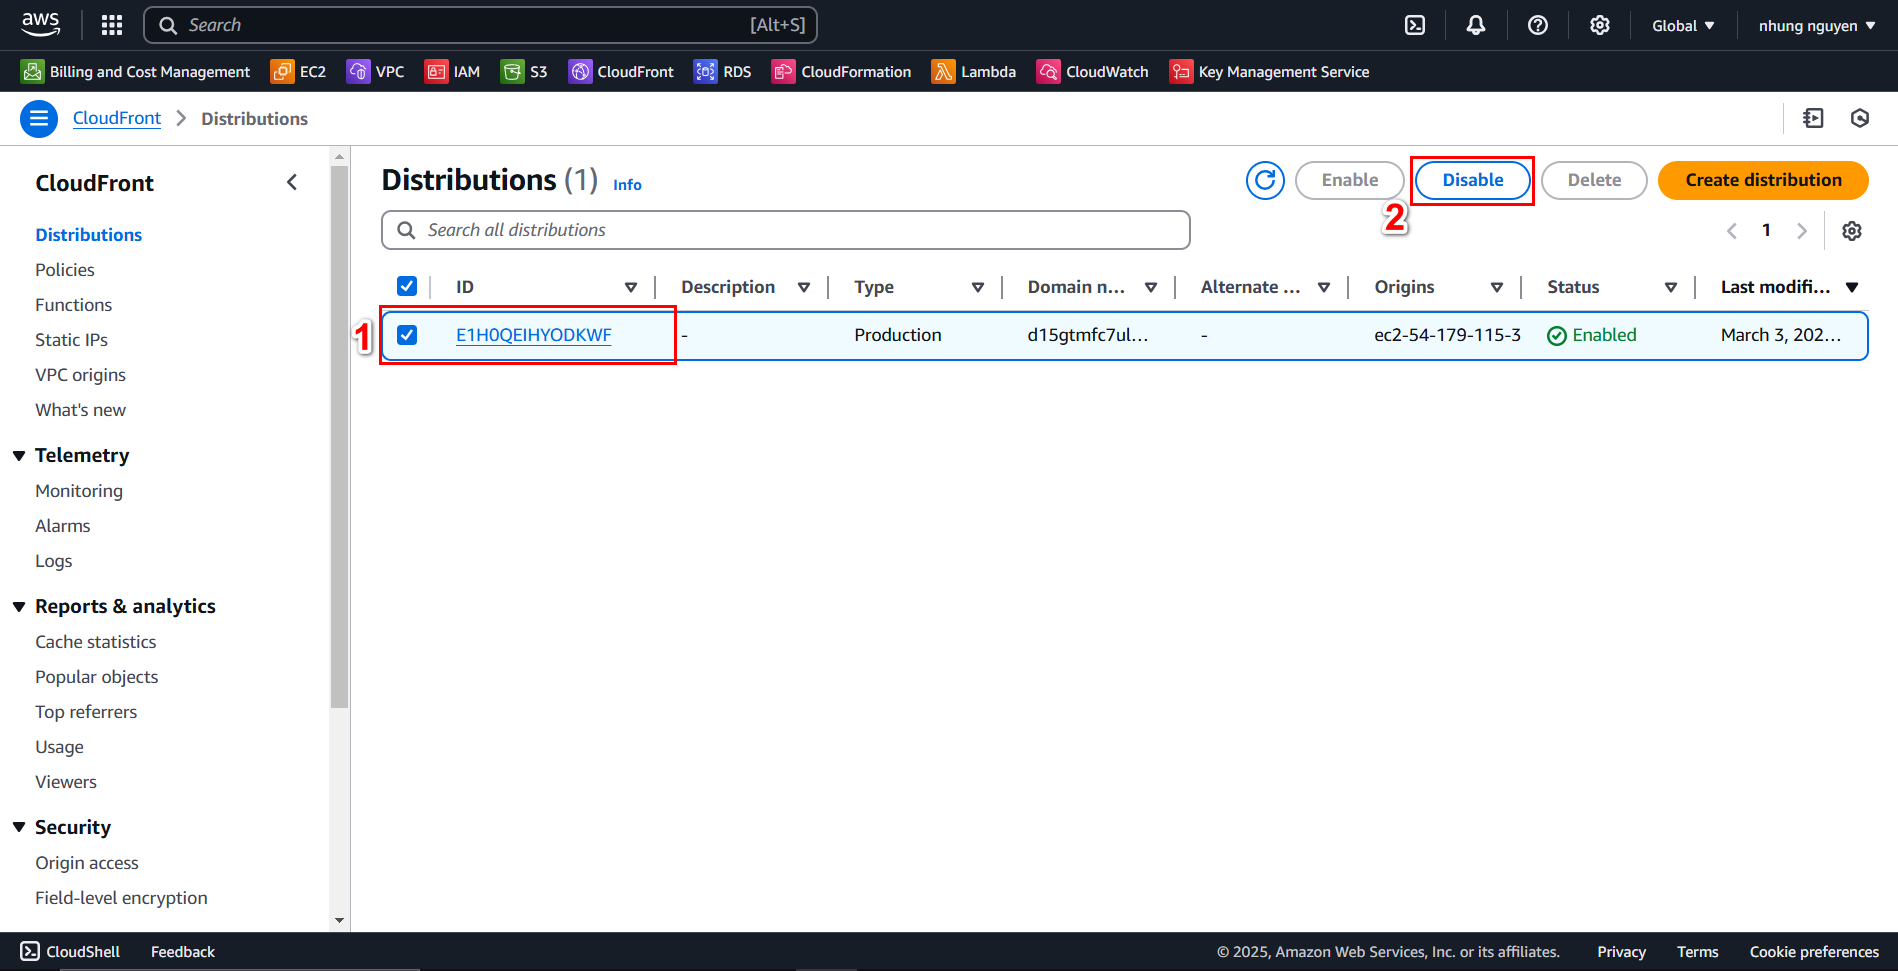 aws
Search [Alt+S]
Global nhung nguyen
Billing and Cost Management EC2 VPC IAM S3 CloudFront RDS CloudFormation Lambda CloudWatch Key Management Service
CloudFront Distributions
CloudFront
Distributions
Policies
Functions
Static IPs
VPC origins
What's new
Telemetry
Monitoring
Alarms
Logs
Reports & analytics
Cache statistics
Popular objects
Top referrers
Usage
Viewers
Security
Origin access
Field-level encryption
Distributions (1) Info
Enable Disable Delete Create distribution
2
Search all distributions
1
ID Description Type Domain n... Alternate ... Origins Status Last modifi...
1
E1H0QEIHYODKWF - Production d15gtmfc7ul... - ec2-54-179-115-3 Enabled March 3, 202...
CloudShell Feedback © 2025, Amazon Web Services, Inc. or its affiliates. Privacy Terms Cookie preferences